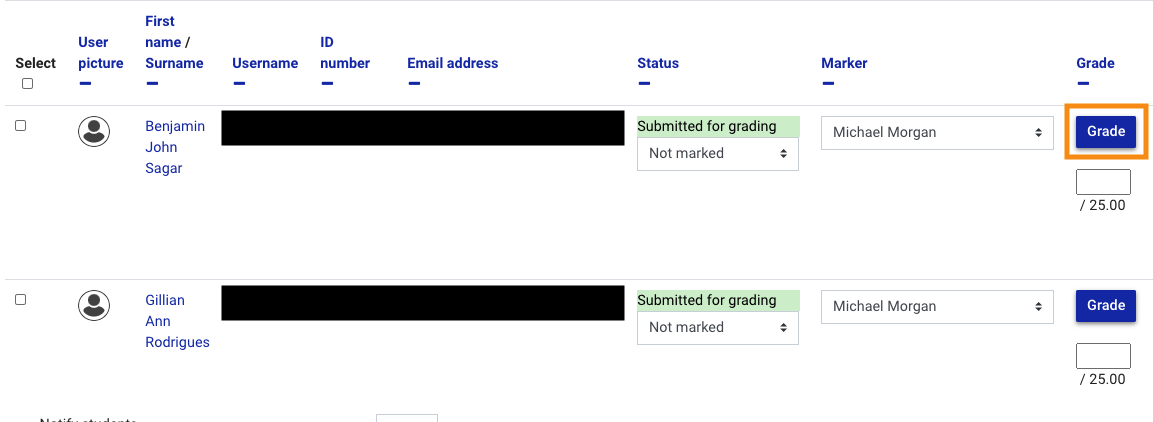 Select
User picture
First name / Surname
Username
ID number
Email address
Status
Marker
Grade
Benjamin John Sagar
Submitted for grading
Not marked
Michael Morgan
Grade
/ 25.00
Gillian Ann Rodrigues
Submitted for grading
Not marked
Michael Morgan
Grade
/ 25.00
Notify students